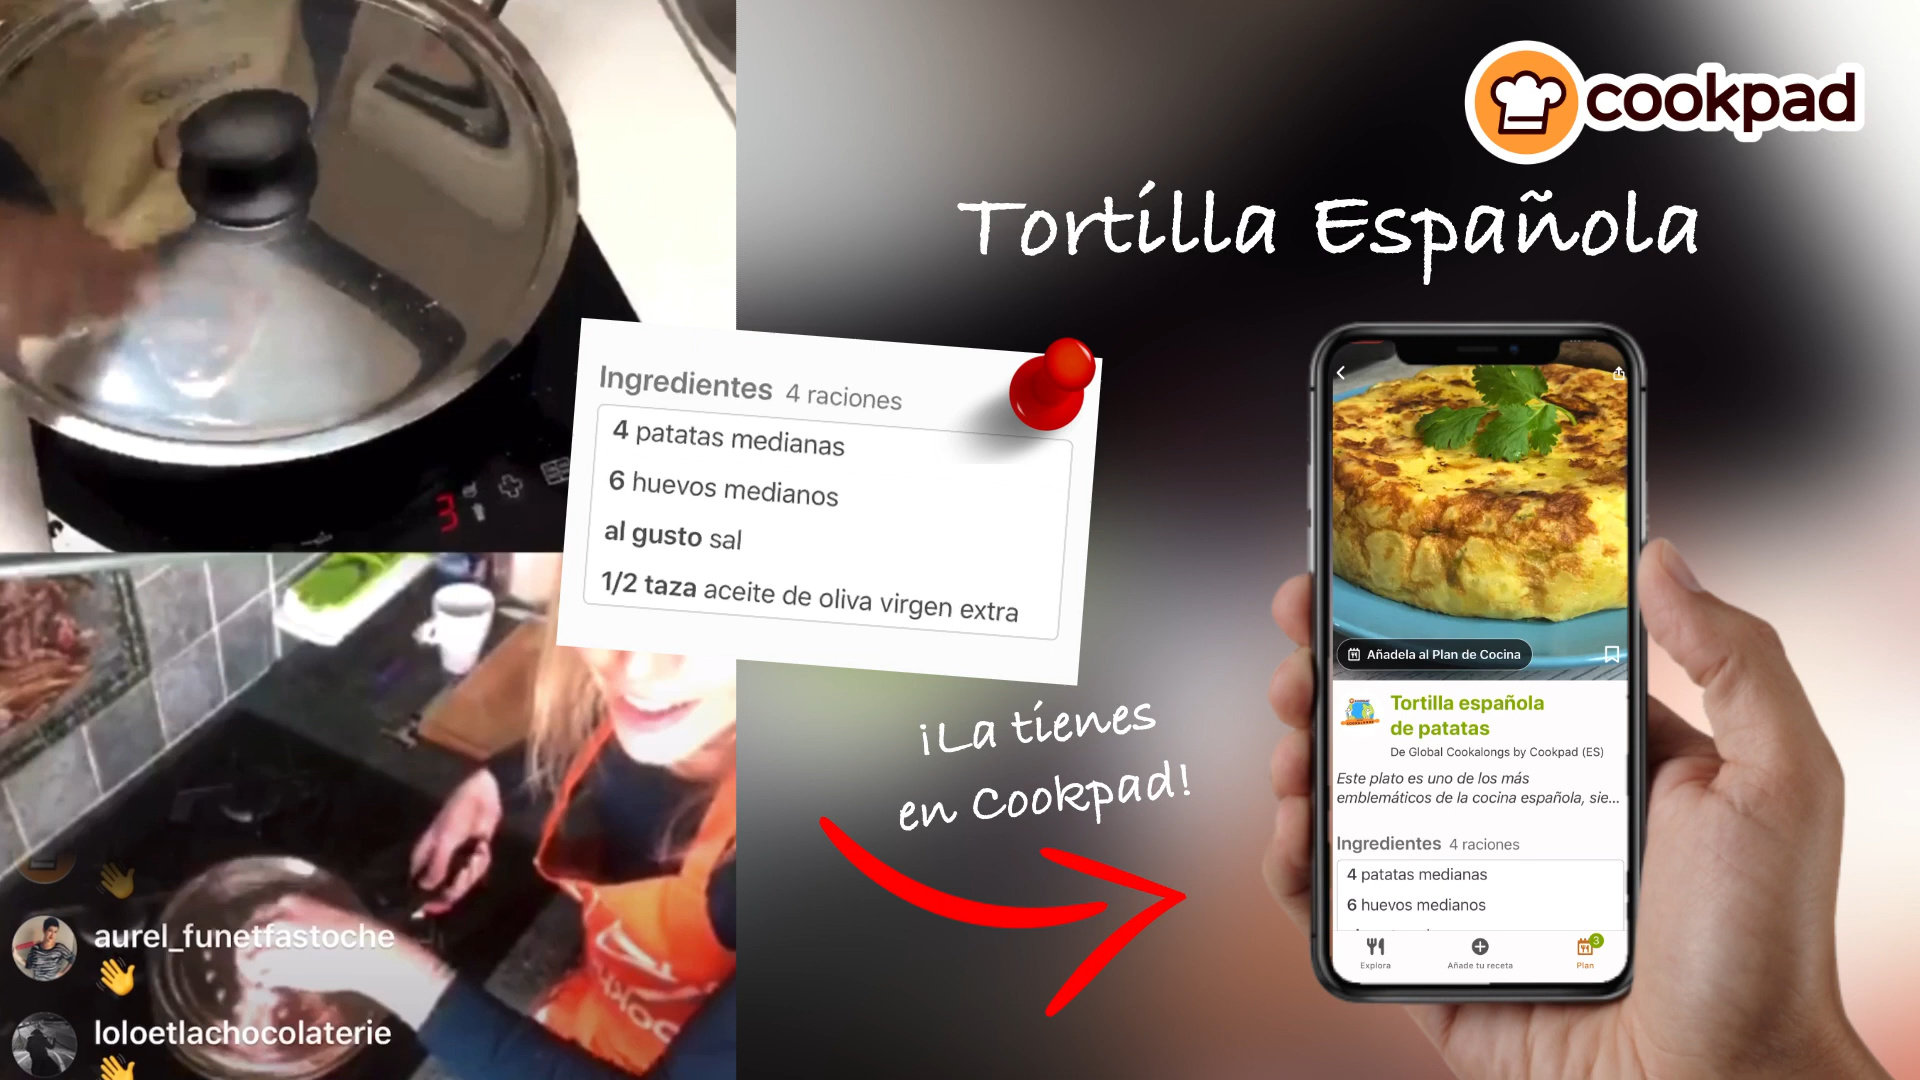 cookpad
Tortilla Española
Ingredientes 4 raciones
4 patatas medianas
6 huevos medianos
al gusto sal
1/2 taza aceite de oliva virgen extra
3
¡La tienes
en Cookpad!
aurel_funetfastoche
loloetlachocolaterie
Añadela al Plan de Cocina
Tortilla española
de patatas
De Global Cookalongs by Cookpad (ES)
Este plato es uno de los más
emblemáticos de la cocina española, sie...
Ingredientes 4 raciones
4 patatas medianas
6 huevos medianos
3
Explora
Añade tu receta
Plan